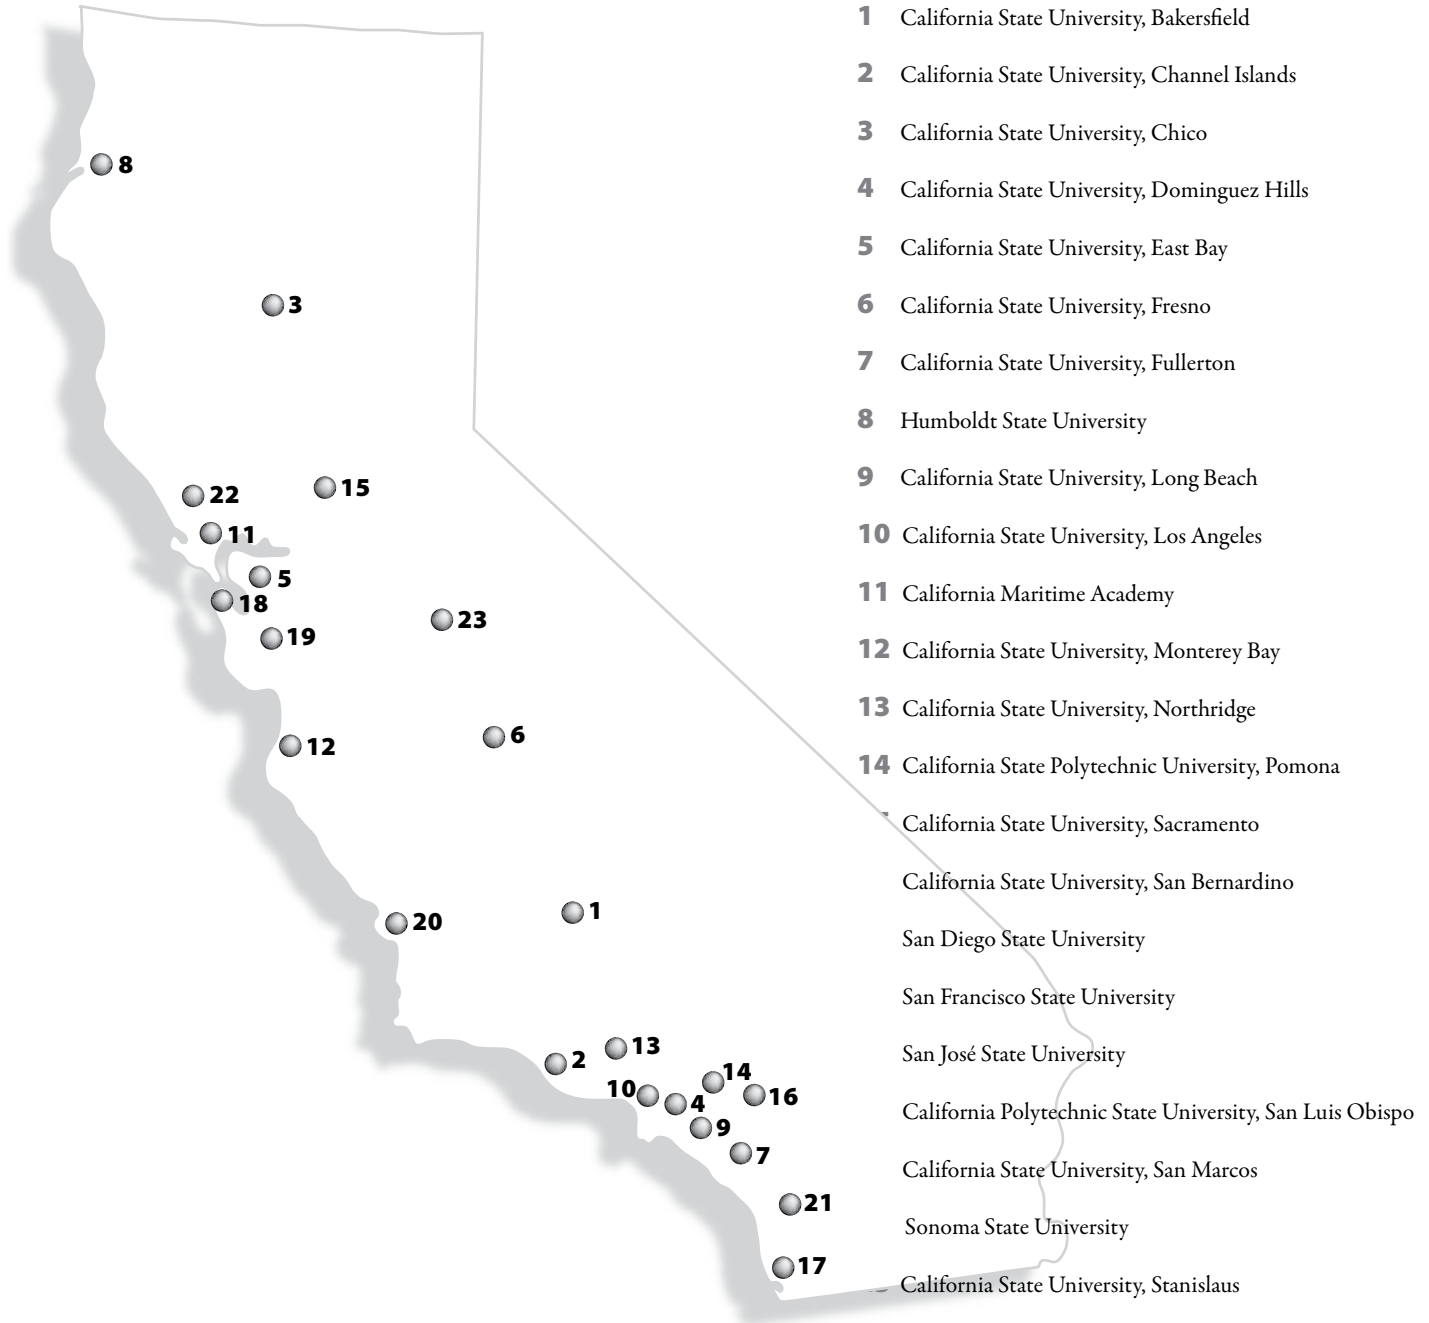 1 California State University, Bakersfield
2 California State University, Channel Islands
3 California State University, Chico
4 California State University, Dominguez Hills
5 California State University, East Bay
6 California State University, Fresno
7 California State University, Fullerton
8 Humboldt State University
9 California State University, Long Beach
10 California State University, Los Angeles
11 California Maritime Academy
12 California State University, Monterey Bay
13 California State University, Northridge
14 California State Polytechnic University, Pomona
California State University, Sacramento
California State University, San Bernardino
San Diego State University
San Francisco State University
San José State University
California Polytechnic State University, San Luis Obispo
California State University, San Marcos
Sonoma State University
California State University, Stanislaus
8
3
22
15
11
5
18
19
23
12
6
20
1
2
13
10
4
14
16
9
7
21
17